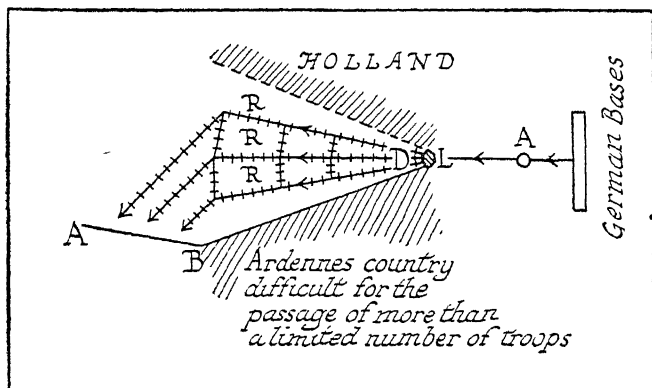 HOLLAND
R
R
R
D
L
A
German Bases
A
B
Ardennes country
difficult for the
passage of more than
a limited number of troops